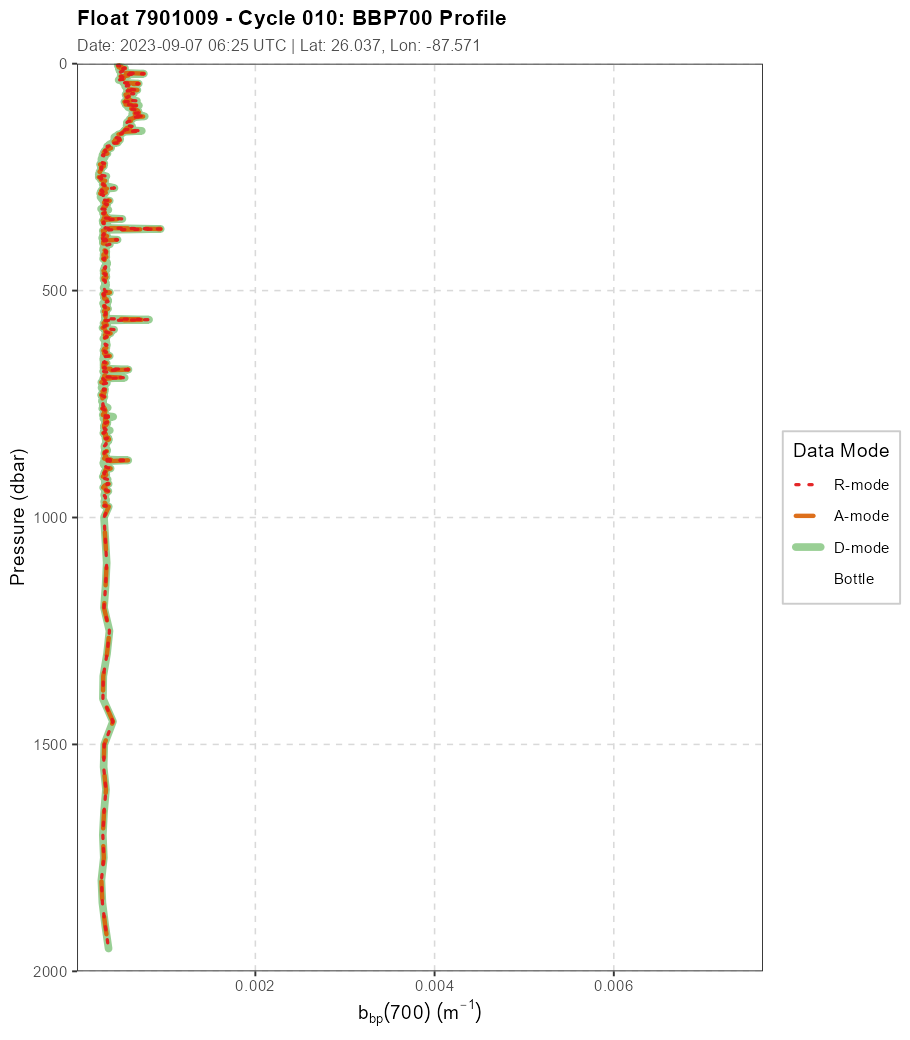 Float 7901009 - Cycle 010: BBP700 Profile
Date: 2023-09-07 06:25 UTC | Lat: 26.037, Lon: -87.571
0
500
1000
1500
2000
Pressure (dbar)
0.002
0.004
0.006
b_bp(700) (m⁻¹)
Data Mode
R-mode
A-mode
D-mode
Bottle